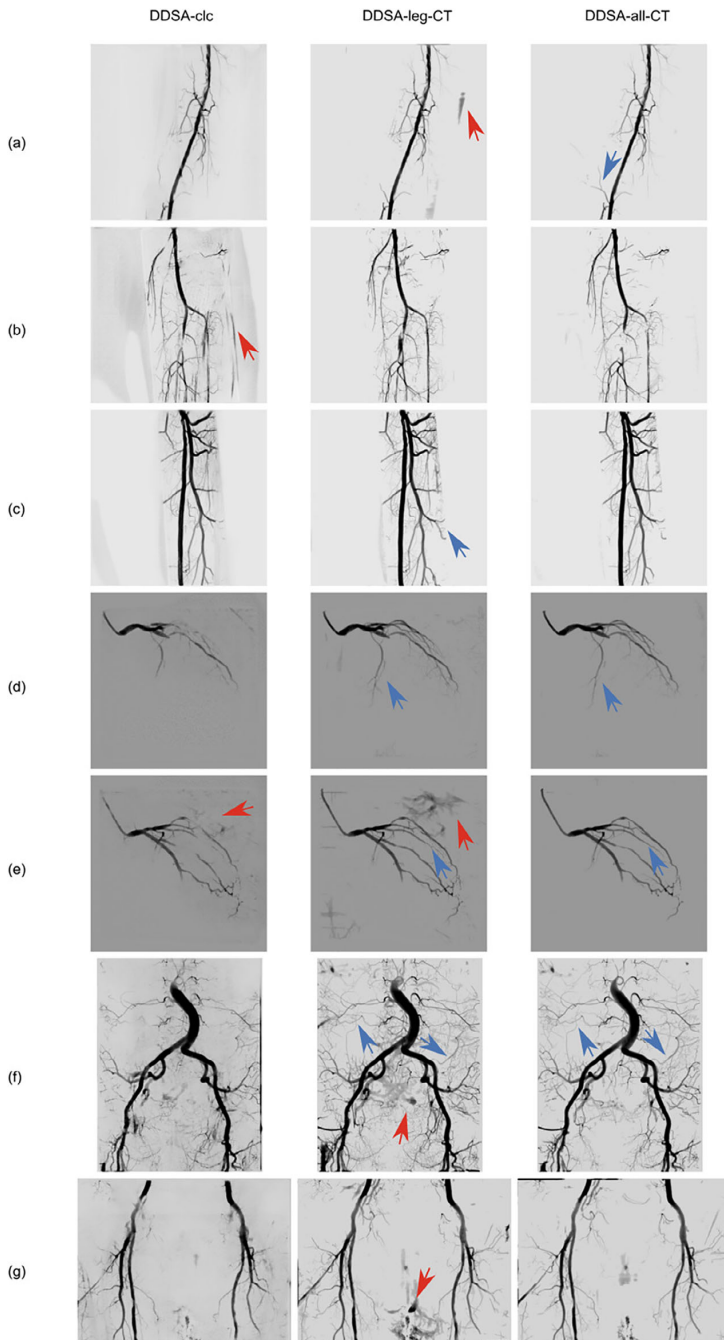 DDSA-clc DDSA-leg-CT DDSA-all-CT
(a)
(b)
(c)
(d)
(e)
(f)
(g)